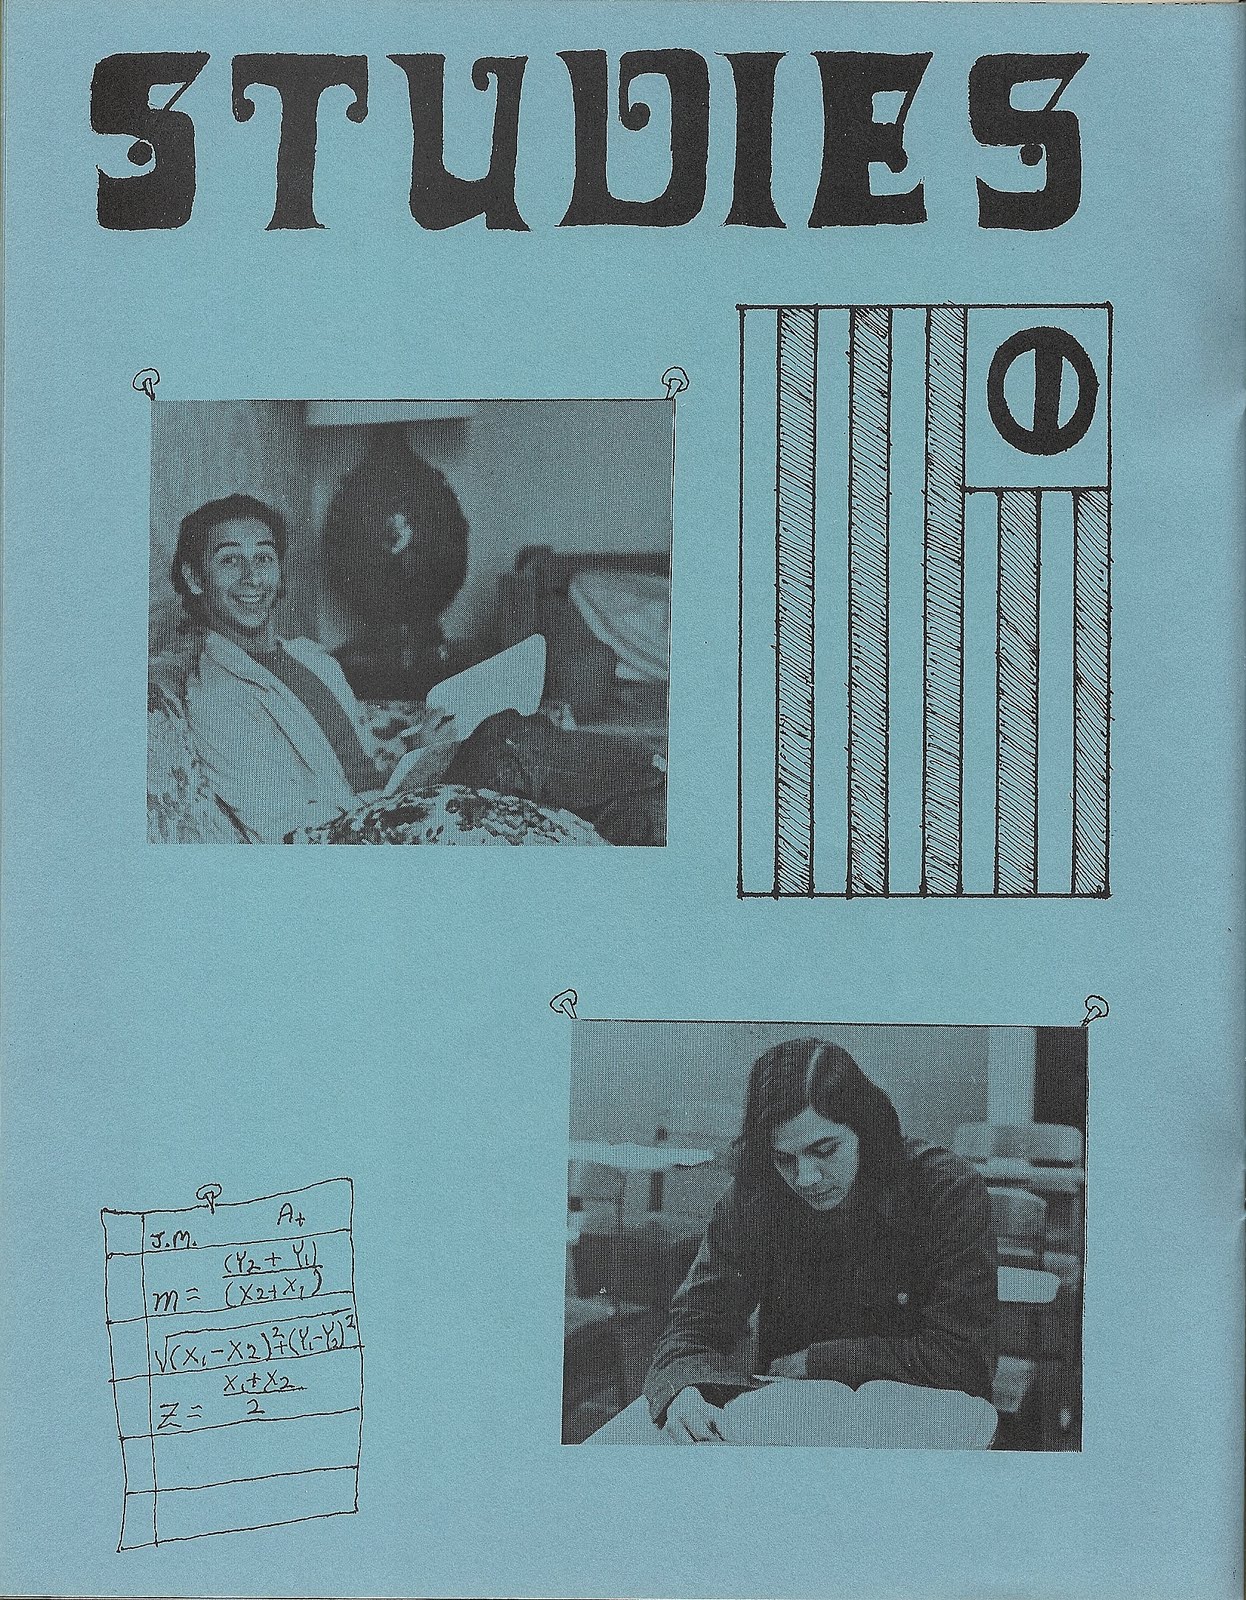 STUDIES
J.M. A+
m = (Y₂ + Y₁) / (X₂ + X₁)
√(X₁ - X₂)² + (Y₁ - Y₂)²
Z = X₁ + X₂ / 2